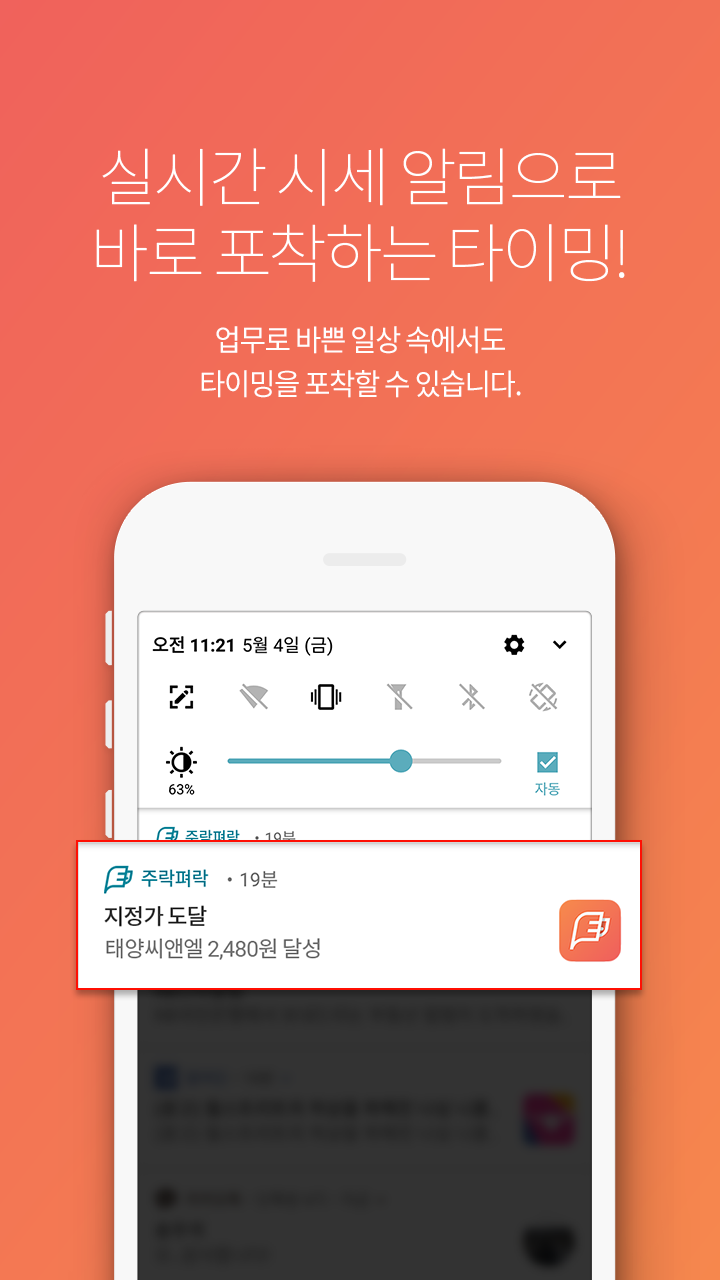 실시간 시세 알림으로
바로 포착하는 타이밍!
업무로 바쁜 일상 속에서도
타이밍을 포착할 수 있습니다.
오전 11:21 5월 4일 (금)
63%
자동
주락펴락 • 19분
주락펴락 • 19분
지정가 도달
태양씨앤엘 2,480원 달성